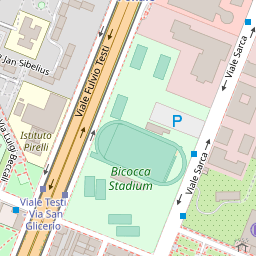 Jean Sibelius
Viale Fulvio Testi
Viale Sarca
P
Istituto
Pirelli
Via Luigi Beccali
Bicocca
Stadium
Viale Sarca
Viale Testi
- Via San
Glicerio